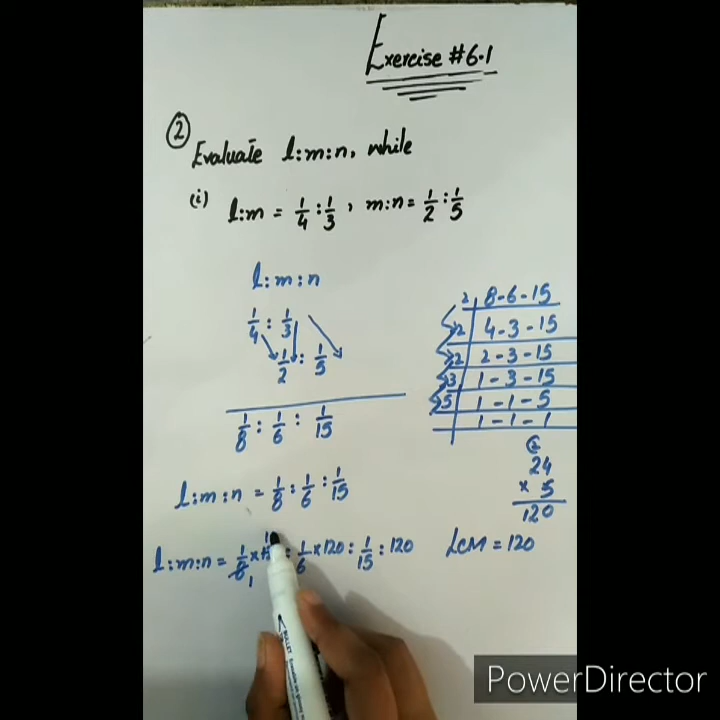 Exercise #6.1
② Evaluate l:m:n, while
(i) l:m = 1/4 : 1/3 , m:n = 1/2 : 1/5
l:m:n
1/4 : 1/3
1/2 : 1/5
1/8 : 1/6 : 1/15
l:m:n = 1/8 : 1/6 : 1/15
l:m:n = 1/8 × : 1/6 × 120 : 1/15 : 120
1
2 | 8-6-15
2 | 4-3-15
2 | 2-3-15
3 | 1-3-15
5 | 1-1-5
1-1-1
②
24
× 5
120
LCM = 120
BULLET
PowerDirector